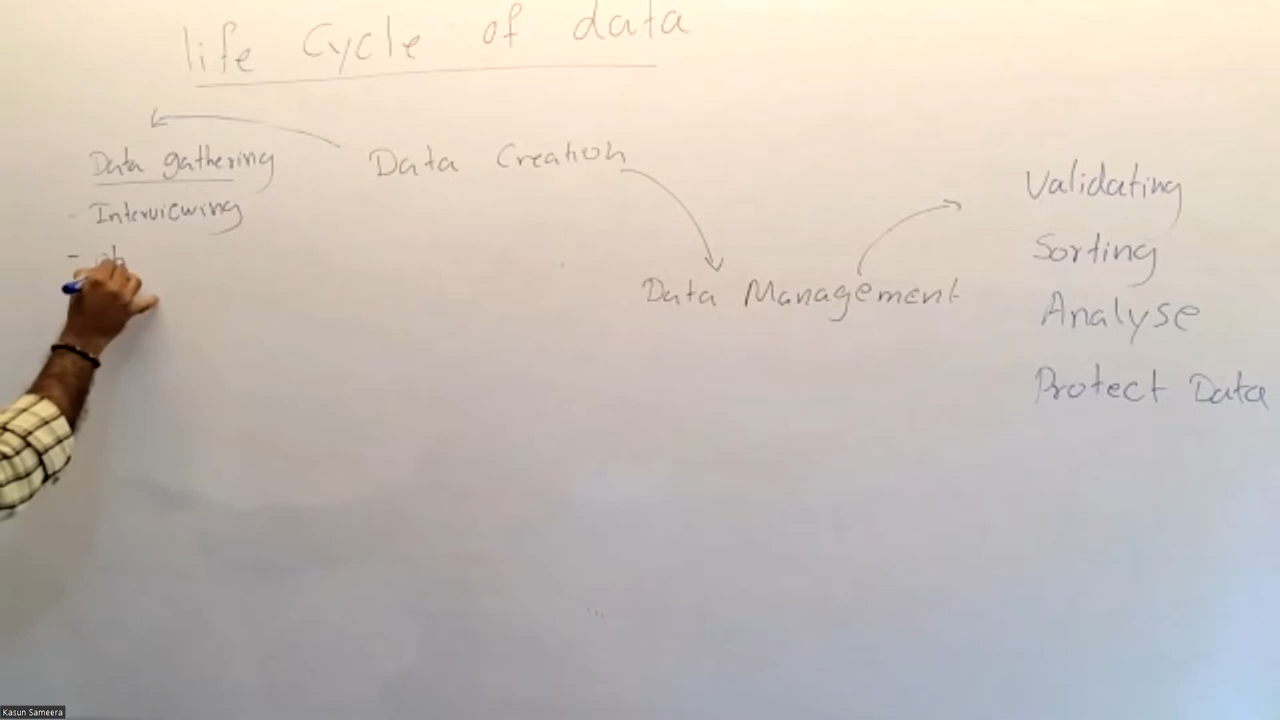 life Cycle of data
Data gathering
- Interviewing
-
Data Creation
Data Management
Validating
Sorting
Analyse
Protect Data
Kasun Sameera